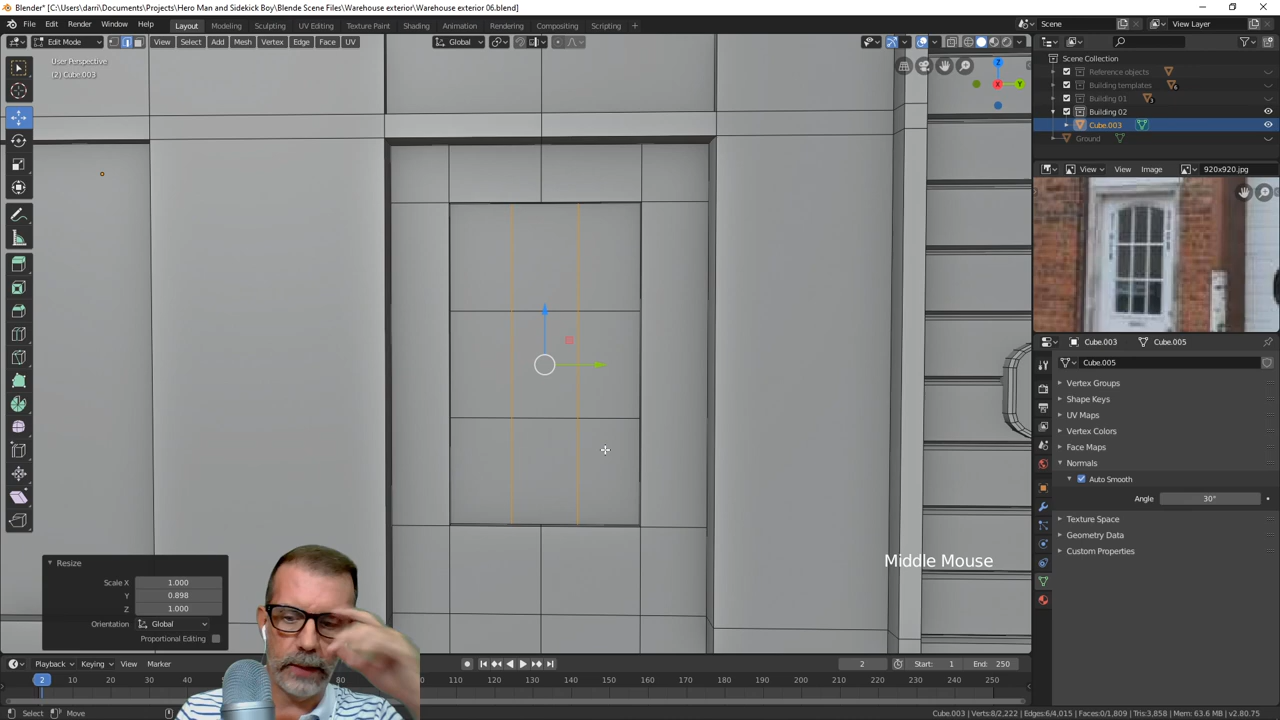 Blender* [C:\Users\darri\Documents\Projects\Hero Man and Sidekick Boy\Blende Scene Files\Warehouse exterior\Warehouse exterior 06.blend]
File Edit Render Window Help Layout Modeling Sculpting UV Editing Texture Paint Shading Animation Rendering Compositing Scripting + Scene View Layer
Edit Mode View Select Add Mesh Vertex Edge Face UV Global
User Perspective
(2) Cube.003
Z
X
Y
Scene Collection
Reference objects
Building templates
Building 01
Building 02
Cube.003
Ground
View View Image 920x920.jpg
Cube.003 Cube.005
Cube.005
Vertex Groups
Shape Keys
UV Maps
Vertex Colors
Face Maps
Normals
Auto Smooth
Angle 30°
Texture Space
Geometry Data
Custom Properties
Middle Mouse
Resize
Scale X 1.000
Y 0.898
Z 1.000
Orientation Global
Proportional Editing
Playback Keying View Marker 2 Start: 1 End: 250
2 10 20 30 80 90 100 110 120 130 140 150 160 170 180 190 200 210 220 230 240 250
Select Move Cube.003 | Verts:8/2,222 | Edges:6/4,015 | Faces:0/1,809 | Tris:3,858 | Mem: 63.6 MB | v2.80.75